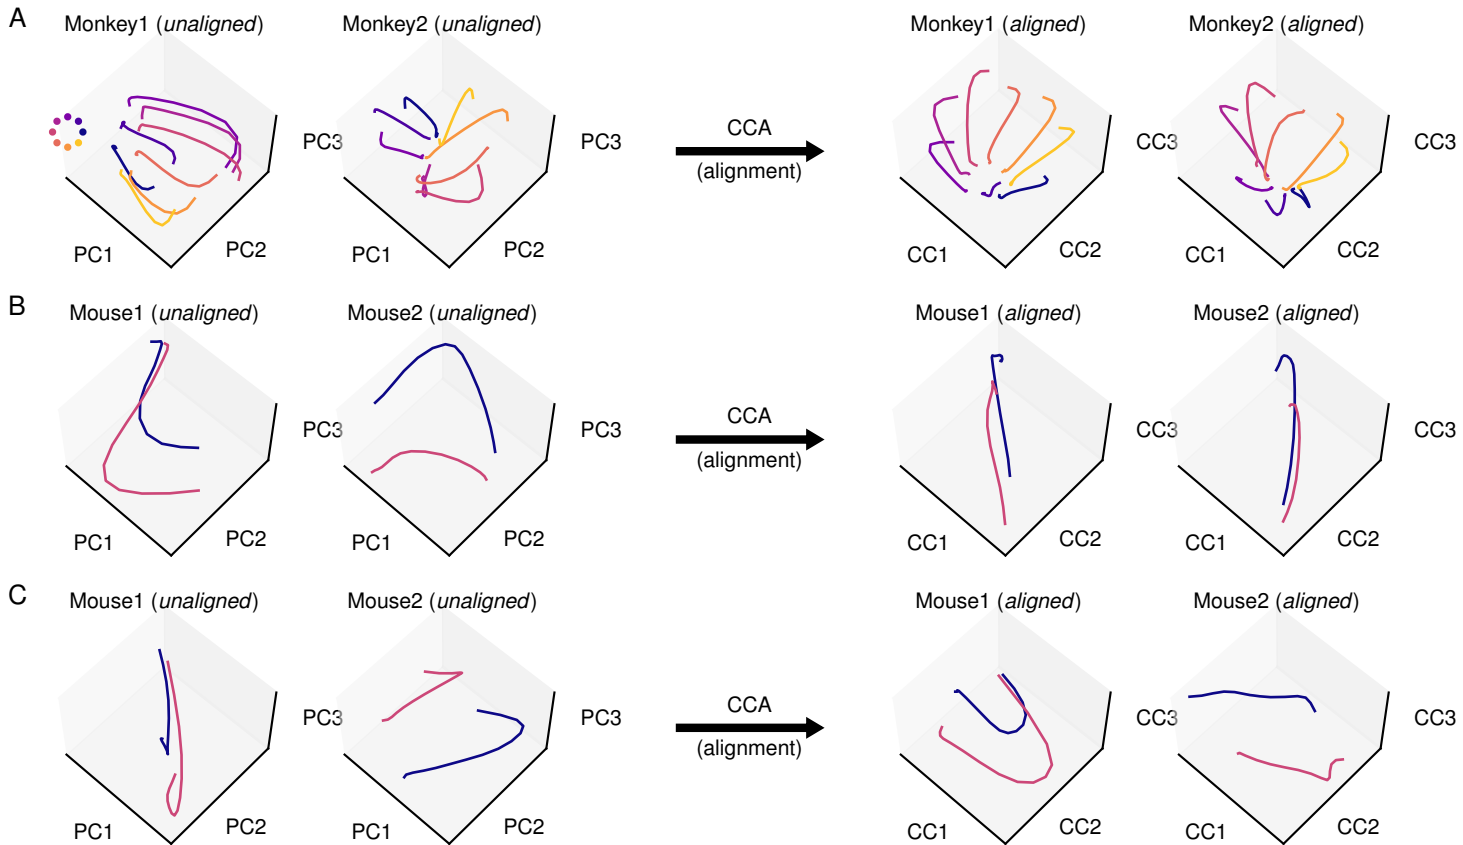 A
Monkey1 (unaligned)
Monkey2 (unaligned)
Monkey1 (aligned)
Monkey2 (aligned)
PC3
PC3
CCA
(alignment)
CC3
CC3
PC1
PC2
PC1
PC2
CC1
CC2
CC1
CC2
B
Mouse1 (unaligned)
Mouse2 (unaligned)
Mouse1 (aligned)
Mouse2 (aligned)
PC3
PC3
CCA
(alignment)
CC3
CC3
PC1
PC2
PC1
PC2
CC1
CC2
CC1
CC2
C
Mouse1 (unaligned)
Mouse2 (unaligned)
Mouse1 (aligned)
Mouse2 (aligned)
PC3
PC3
CCA
(alignment)
CC3
CC3
PC1
PC2
PC1
PC2
CC1
CC2
CC1
CC2